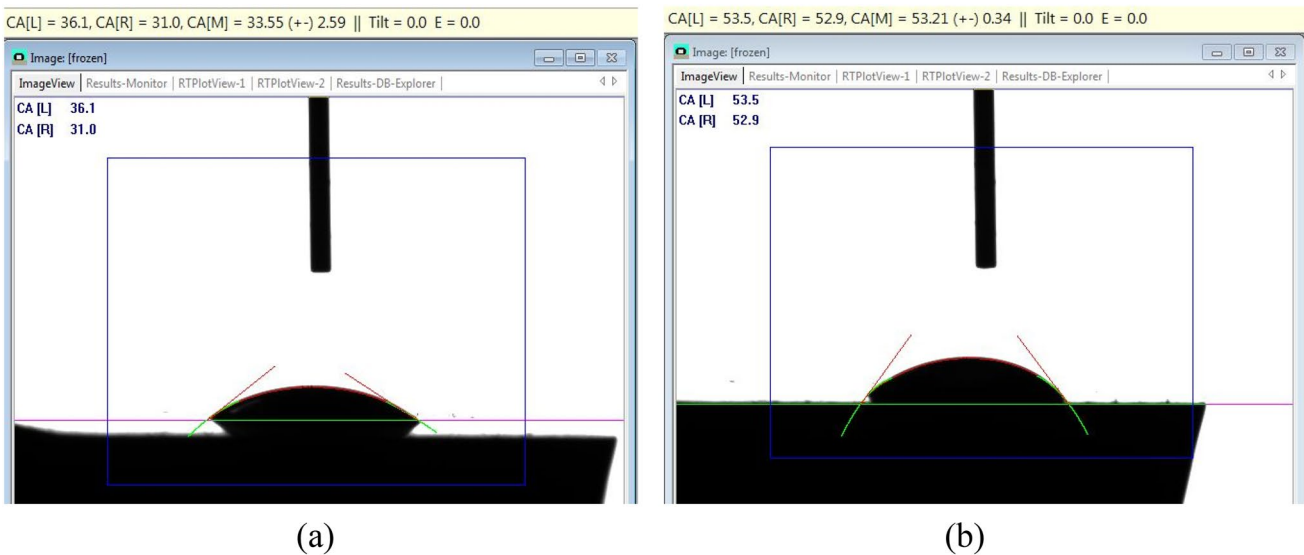 CA[L] = 36.1, CA[R] = 31.0, CA[M] = 33.55 (+-) 2.59 || Tilt = 0.0 E = 0.0
Image: [frozen]
ImageView | Results-Monitor | RTPlotView-1 | RTPlotView-2 | Results-DB-Explorer |
CA [L] 36.1
CA [R] 31.0
(a)
CA[L] = 53.5, CA[R] = 52.9, CA[M] = 53.21 (+-) 0.34 || Tilt = 0.0 E = 0.0
Image: [frozen]
ImageView | Results-Monitor | RTPlotView-1 | RTPlotView-2 | Results-DB-Explorer |
CA [L] 53.5
CA [R] 52.9
(b)